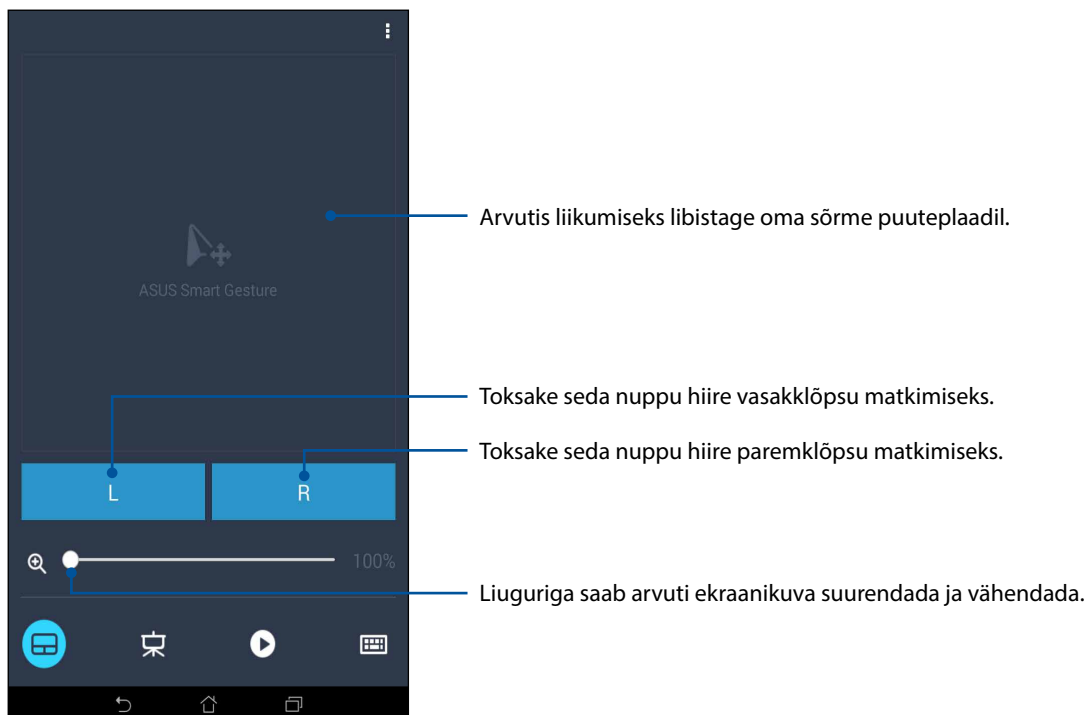 Arvutis liikumiseks libistage oma sõrme puuteplaadil.
ASUS Smart Gesture
Toksake seda nuppu hiire vasakklõpsu matkimiseks.
Toksake seda nuppu hiire paremklõpsu matkimiseks.
L
R
100%
Liuguriga saab arvuti ekraanikuva suurendada ja vähendada.